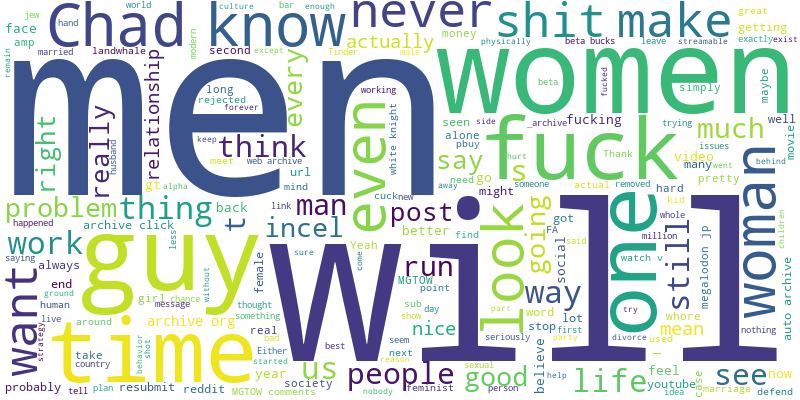 men
will
women
fuck
guy
time
Chad
know
never
shit
make
one
woman
even
look
want
thing
think
people
life
see
way
work
good
much
right
really
relationship
every
actually
man
incel
post
run
say
problem
going
still
us
mean
nice
s
t
jew
hand
culture
world
bar
enough
great
getting
face
amp
married
landwhale
second
Tinder
male
money
except
physically
beta bucks
leave
streamable
exactly
exist
modern
remain
long
rejected
forever
working
seen
side
_archive
fucking
trying
simply
maybe
beta
fucked
husband
keep
web archive
white knight
alone
pbuy
hurt
Thank
issues
well
behind
movie
meet
gt
alpha
url
mind
need
go
away
someone
actual
removed
video
many
went
pretty
hard
kid
happened
back
link
cuck
new
might
better
find
got
FA
said
social
whole
million
children
archive click
less
without
Yeah
sure
come
MGTOW
point
sub
day
show
word
lot
first
stop
part
party
believe
try
watch v
whore
megalodon jp
auto archive
saying
always
end
ground
human
live
girl
chance
message
female
thought
something
real
bad
best
seem
next
seriously
reason
sexual
divorce
used
nothing
strategy
around
archive org
take
country
behavior
shot
Either
started
year
society
feminist
nobody
person
help
feel
youtube
idea
case
marriage
now
defend
probably
tell
plan
resubmit
reddit
MGTOW comments